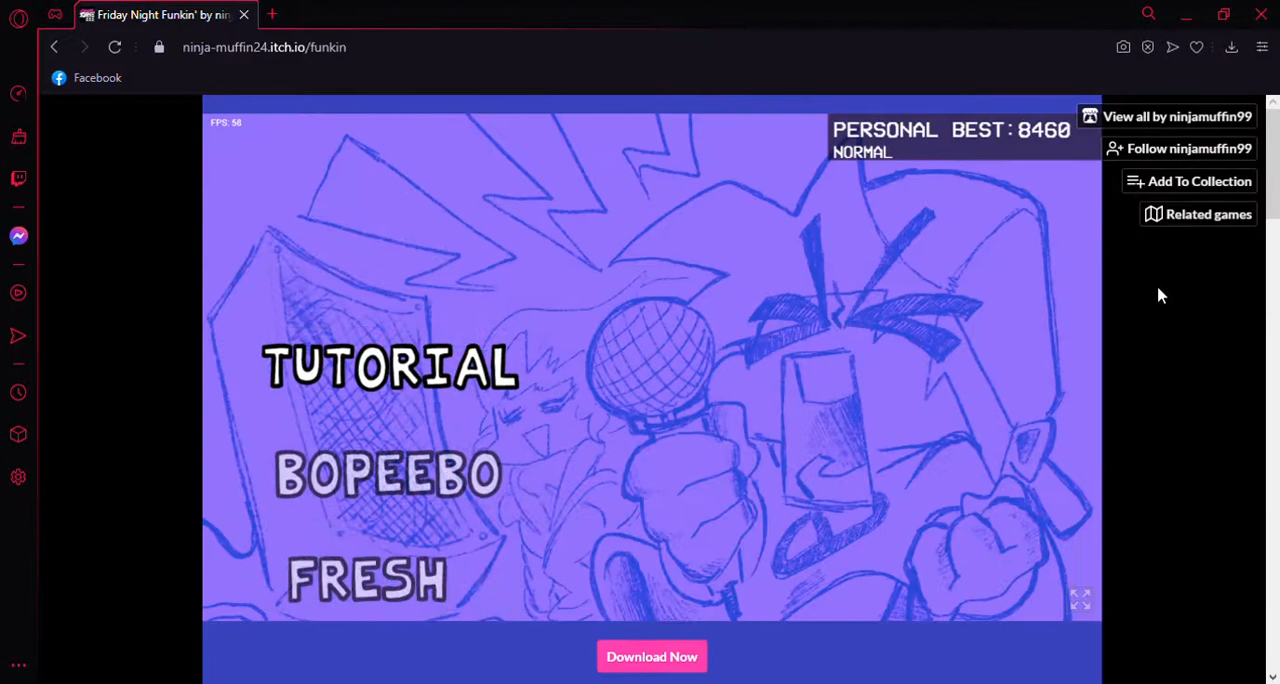 Friday Night Funkin' by nin
ninja-muffin24.itch.io/funkin
Facebook
FPS: 56
PERSONAL BEST:8460
NORMAL
View all by ninjamuffin99
Follow ninjamuffin99
Add To Collection
Related games
TUTORIAL
BOPEEBO
FRESH
Download Now